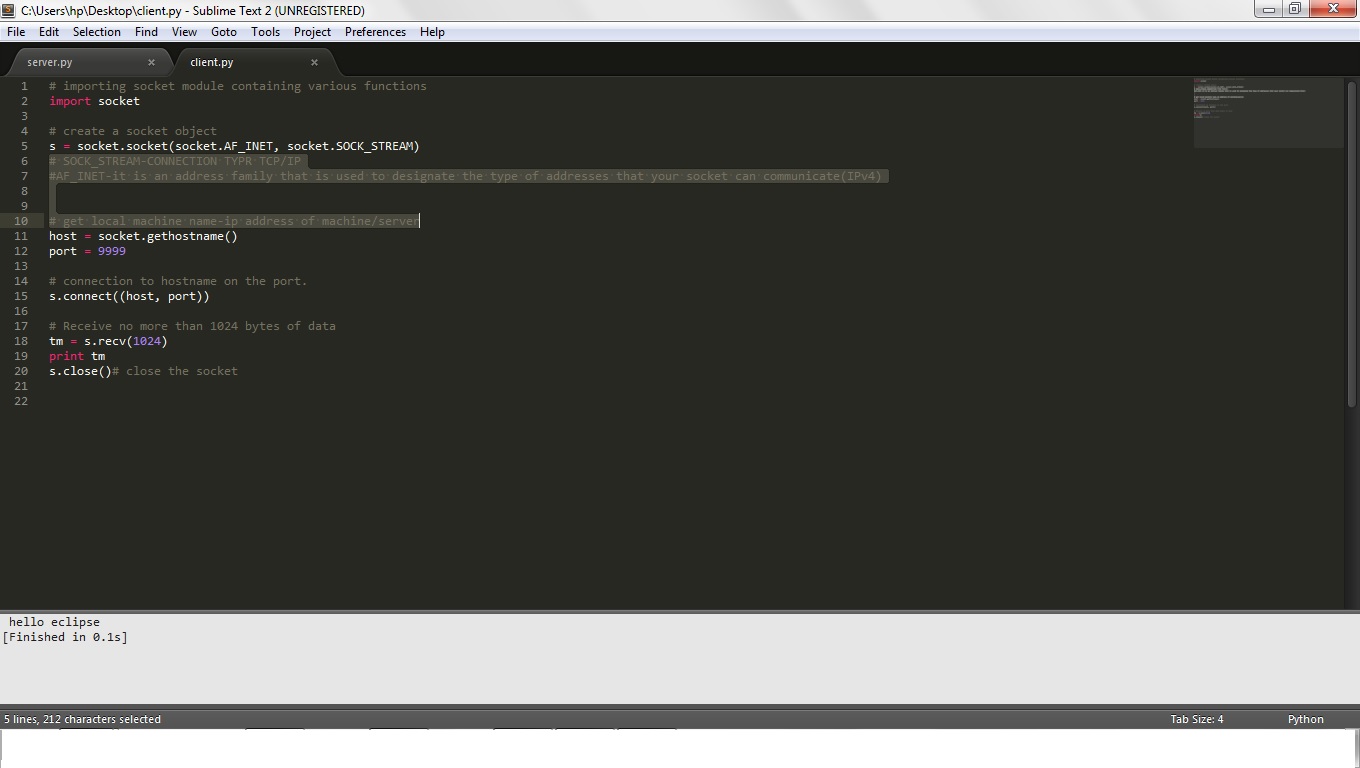 C:\Users\hp\Desktop\client.py - Sublime Text 2 (UNREGISTERED)
File Edit Selection Find View Goto Tools Project Preferences Help
server.py × client.py ×
1 # importing socket module containing various functions
2 import socket
3
4 # create a socket object
5 s = socket.socket(socket.AF_INET, socket.SOCK_STREAM)
6 # SOCK_STREAM-CONNECTION TYPR TCP/IP
7 #AF_INET-it is an address family that is used to designate the type of addresses that your socket can communicate(IPv4)
8
9
10 # get local machine name-ip address of machine/server
11 host = socket.gethostname()
12 port = 9999
13
14 # connection to hostname on the port.
15 s.connect((host, port))
16
17 # Receive no more than 1024 bytes of data
18 tm = s.recv(1024)
19 print tm
20 s.close()# close the socket
21
22
hello eclipse
[Finished in 0.1s]
5 lines, 212 characters selected Tab Size: 4 Python